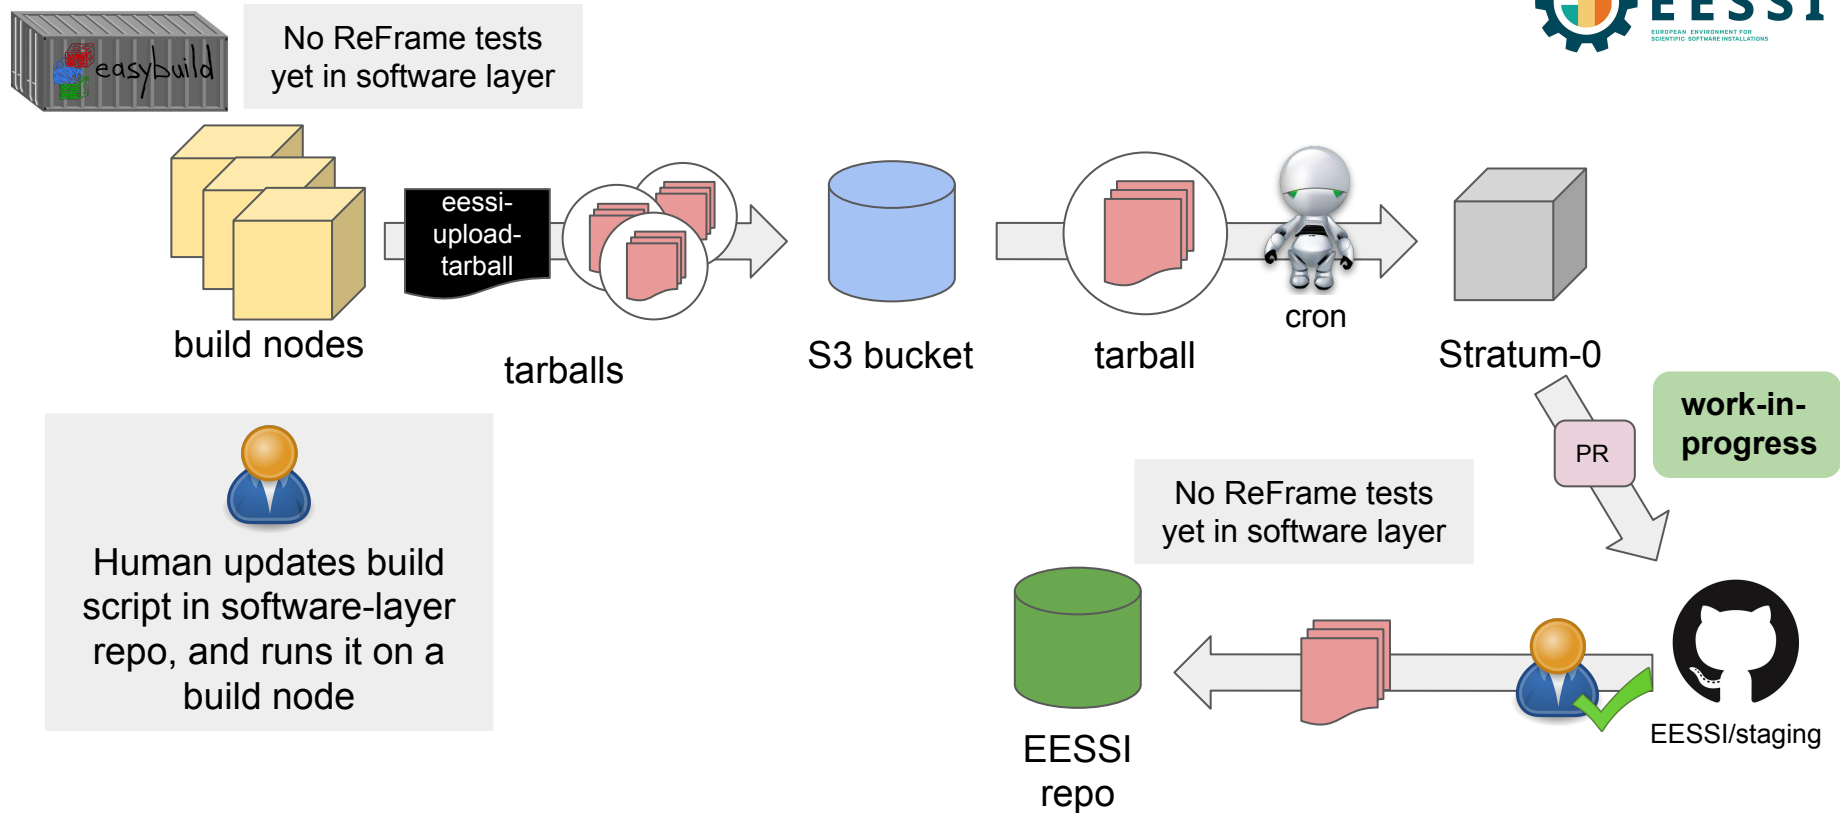 easybuild
No ReFrame tests
yet in software layer
EESSI
EUROPEAN ENVIRONMENT FOR
SCIENTIFIC SOFTWARE INSTALLATIONS
eessi-
upload-
tarball
build nodes
tarballs
S3 bucket
tarball
cron
Stratum-0
work-in-
progress
PR
Human updates build
script in software-layer
repo, and runs it on a
build node
No ReFrame tests
yet in software layer
EESSI/staging
EESSI
repo